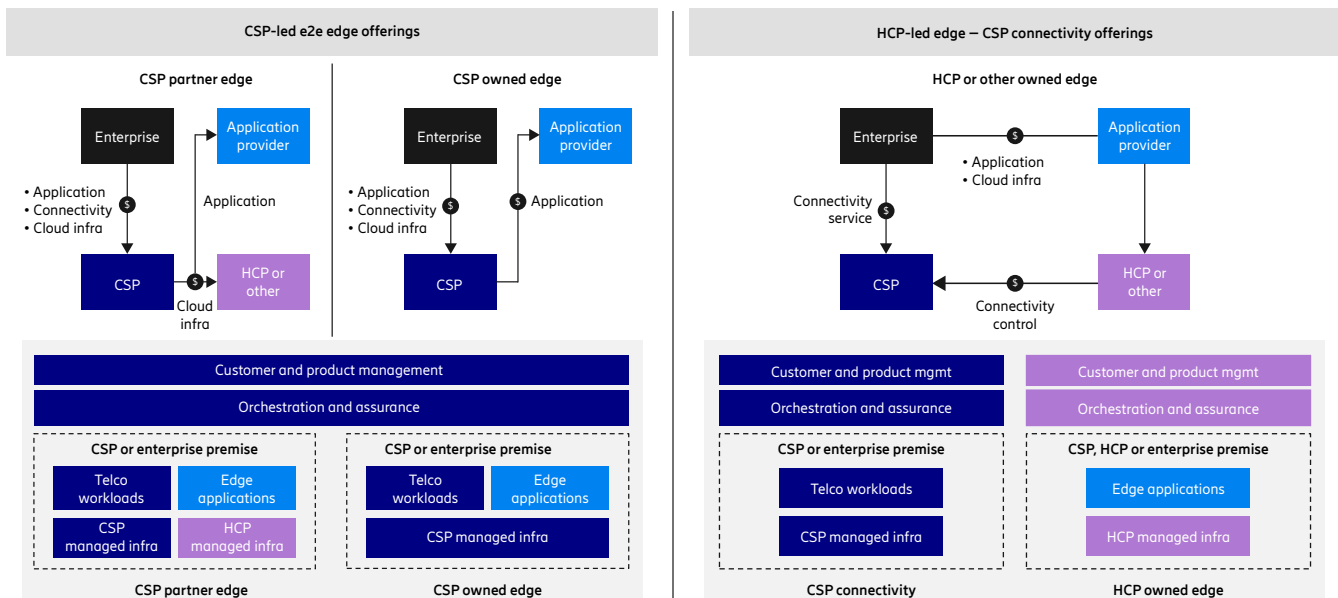 CSP-led e2e edge offerings
CSP partner edge
Enterprise
Application
provider
• Application
• Connectivity
• Cloud infra
$
Application
CSP
$
HCP or
other
Cloud
infra
CSP owned edge
Enterprise
Application
provider
• Application
• Connectivity
• Cloud infra
$
$
Application
CSP
Customer and product management
Orchestration and assurance
CSP or enterprise premise
Telco
workloads
Edge
applications
CSP
managed infra
HCP
managed infra
CSP partner edge
CSP or enterprise premise
Telco
workloads
Edge
applications
CSP managed infra
CSP owned edge
HCP-led edge – CSP connectivity offerings
HCP or other owned edge
Enterprise
$
Application
provider
• Application
• Cloud infra
Connectivity
service
$
CSP
$
HCP or
other
Connectivity
control
Customer and product mgmt
Orchestration and assurance
CSP or enterprise premise
Telco workloads
CSP managed infra
CSP connectivity
Customer and product mgmt
Orchestration and assurance
CSP, HCP or enterprise premise
Edge applications
HCP managed infra
HCP owned edge